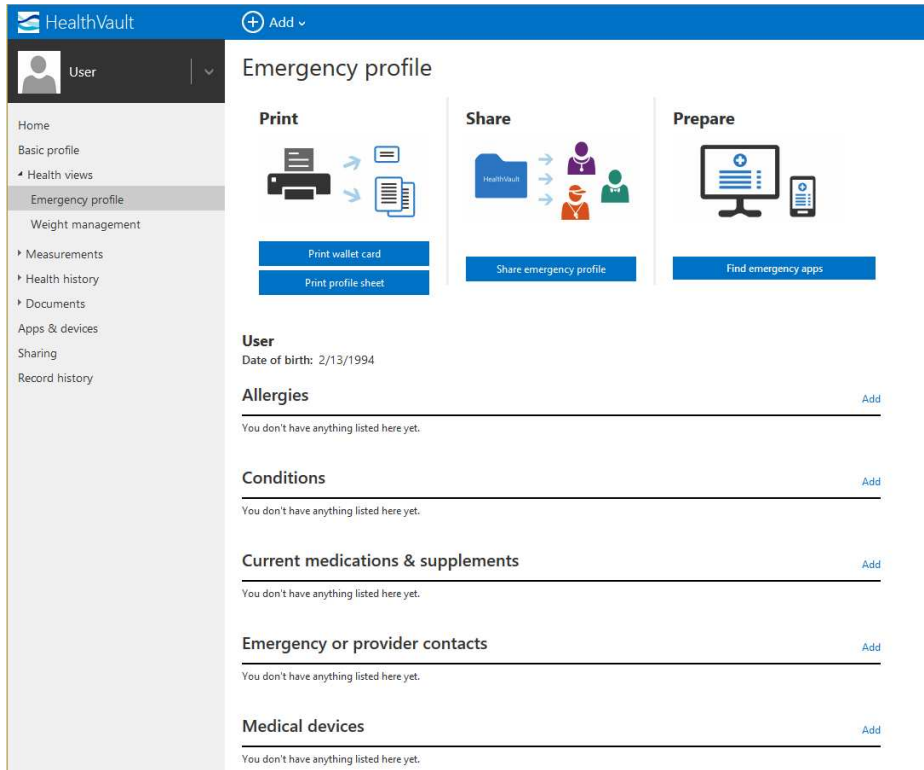 HealthVault
Add
User
Home
Basic profile
Health views
Emergency profile
Weight management
Measurements
Health history
Documents
Apps & devices
Sharing
Record history
Emergency profile
Print
Print wallet card
Print profile sheet
Share
HealthVault
Share emergency profile
Prepare
Find emergency apps
User
Date of birth: 2/13/1994
Allergies Add
You don't have anything listed here yet.
Conditions Add
You don't have anything listed here yet.
Current medications & supplements Add
You don't have anything listed here yet.
Emergency or provider contacts Add
You don't have anything listed here yet.
Medical devices Add
You don't have anything listed here yet.